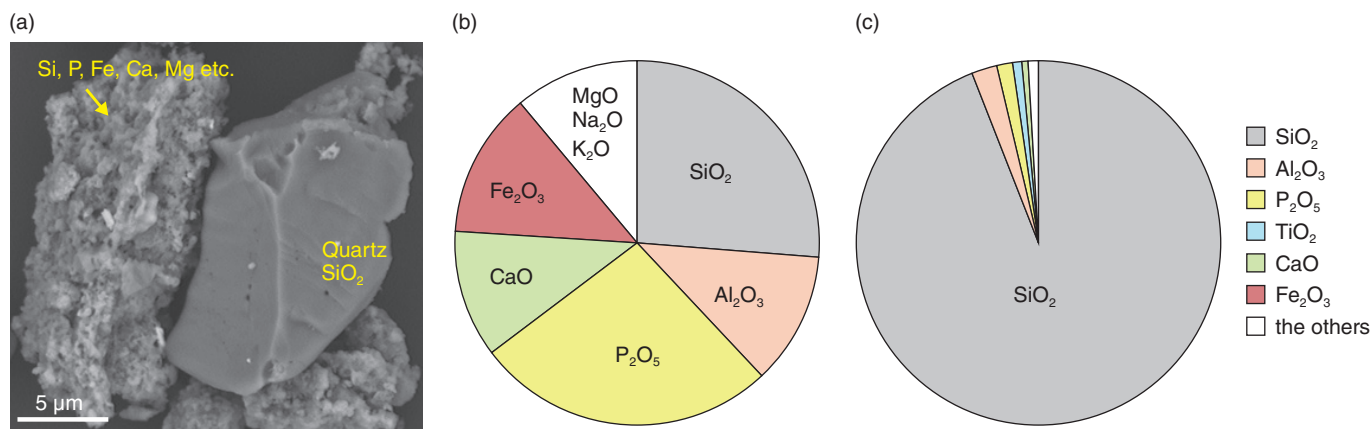 (a)
Si, P, Fe, Ca, Mg etc.
Quartz
SiO₂
5 µm
(b)
MgO
Na₂O
K₂O
SiO₂
Fe₂O₃
CaO
Al₂O₃
P₂O₅
(c)
SiO₂
SiO₂
Al₂O₃
P₂O₅
TiO₂
CaO
Fe₂O₃
the others